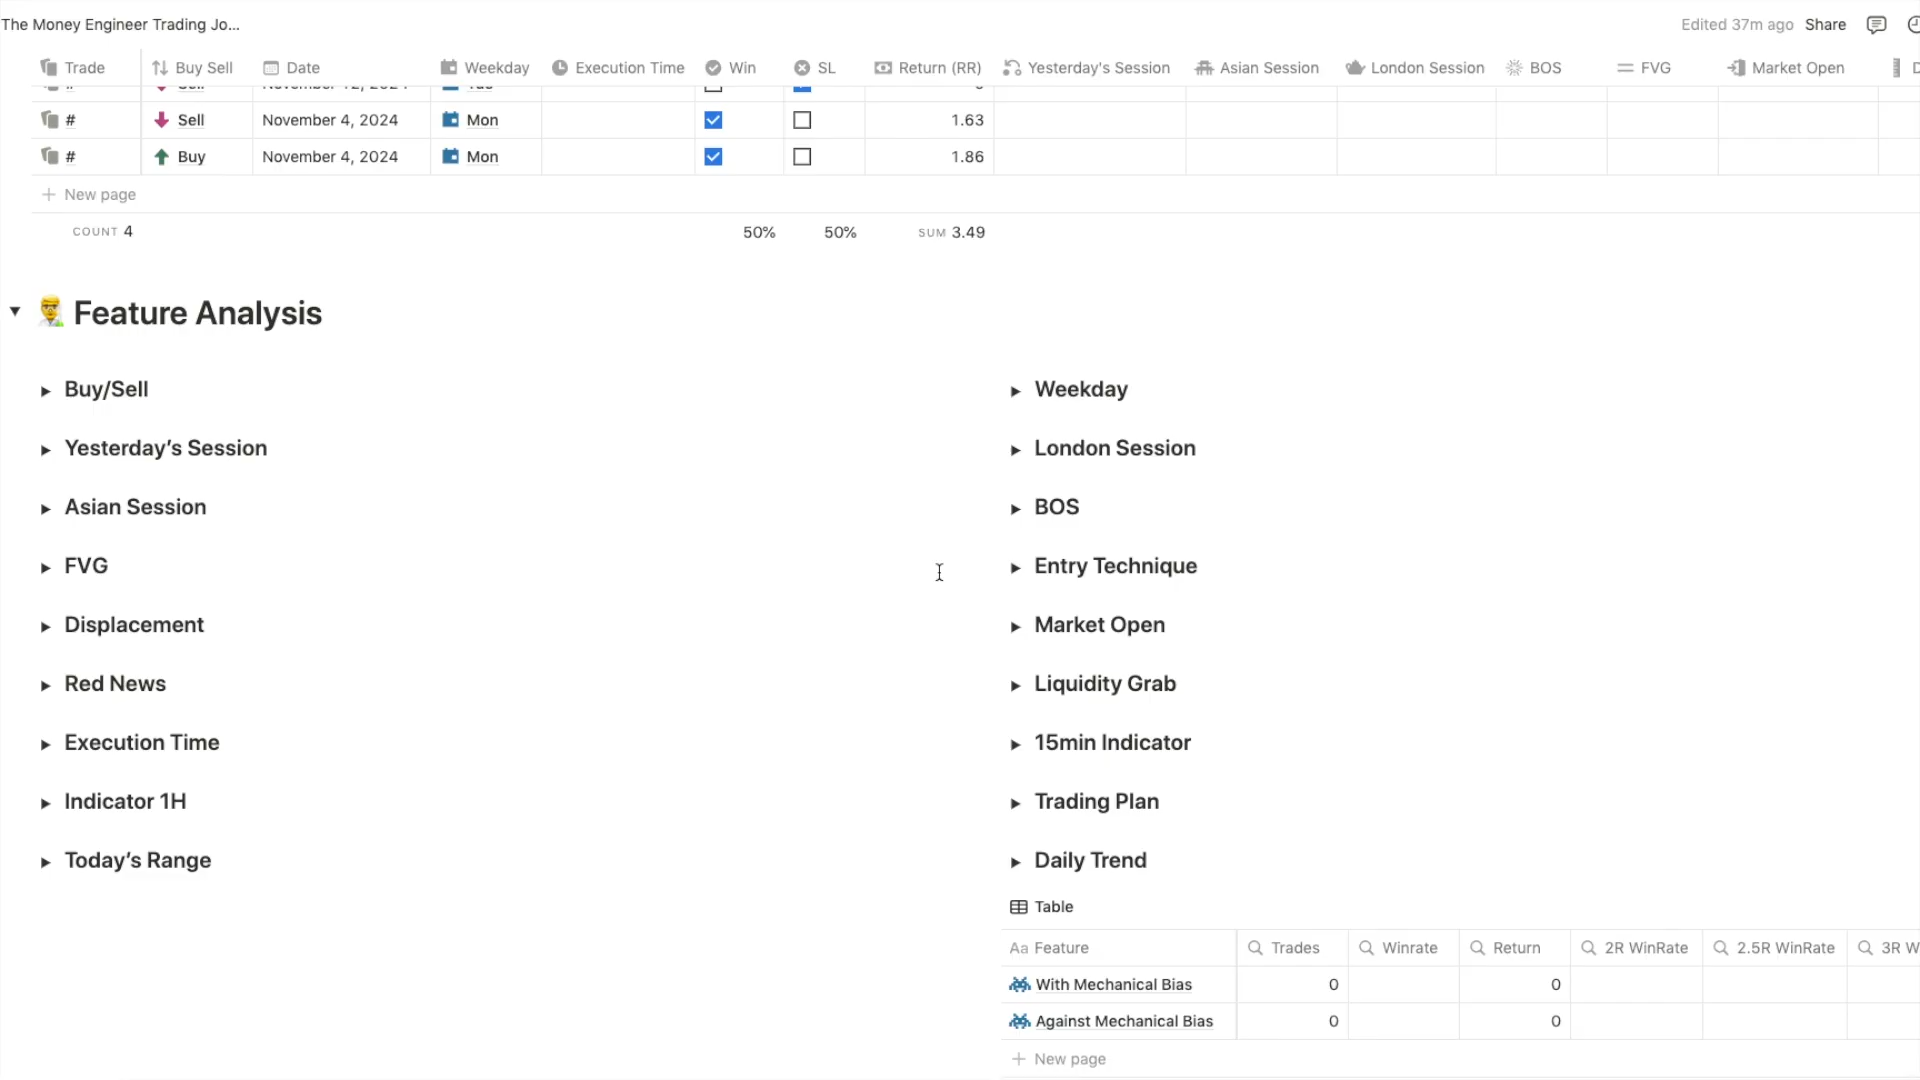 The Money Engineer Trading Jo...
Edited 37m ago Share
Trade Buy Sell Date Weekday Execution Time Win SL Return (RR) Yesterday's Session Asian Session London Session BOS FVG Market Open
# Sell November 4, 2024 Mon 1.63
# Buy November 4, 2024 Mon 1.86
New page
COUNT 4 50% 50% SUM 3.49
Feature Analysis
Buy/Sell
Weekday
Yesterday’s Session
London Session
Asian Session
BOS
FVG
Entry Technique
Displacement
Market Open
Red News
Liquidity Grab
Execution Time
15min Indicator
Indicator 1H
Trading Plan
Today’s Range
Daily Trend
Table
Aa Feature Trades Winrate Return 2R WinRate 2.5R WinRate 3R W
With Mechanical Bias 0 0
Against Mechanical Bias 0 0
New page